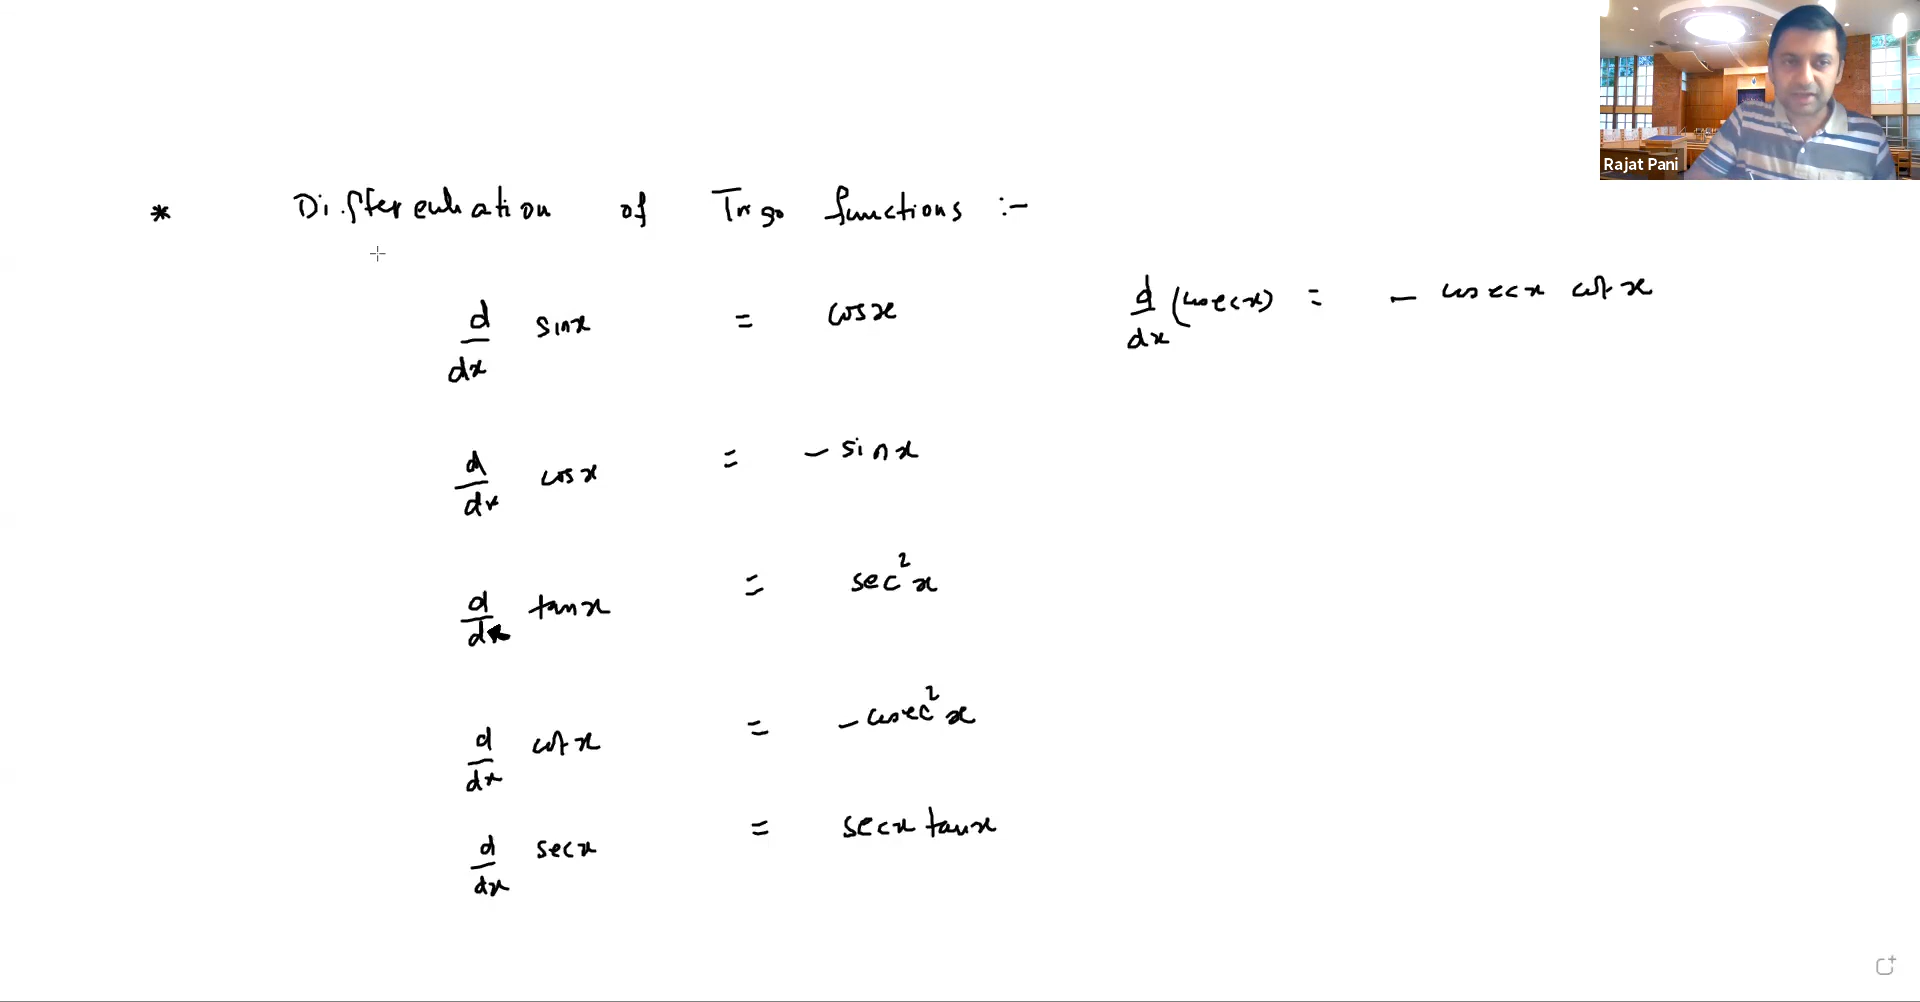 Rajat Pani
* Differentiation of Trigo functions :-
d/dx sinx = cosx
d/dx (cosecx) = - cosecx cotx
d/dx cosx = - sinx
d/dx tanx = sec²x
d/dx cotx = - cosec²x
d/dx secx = secx tanx